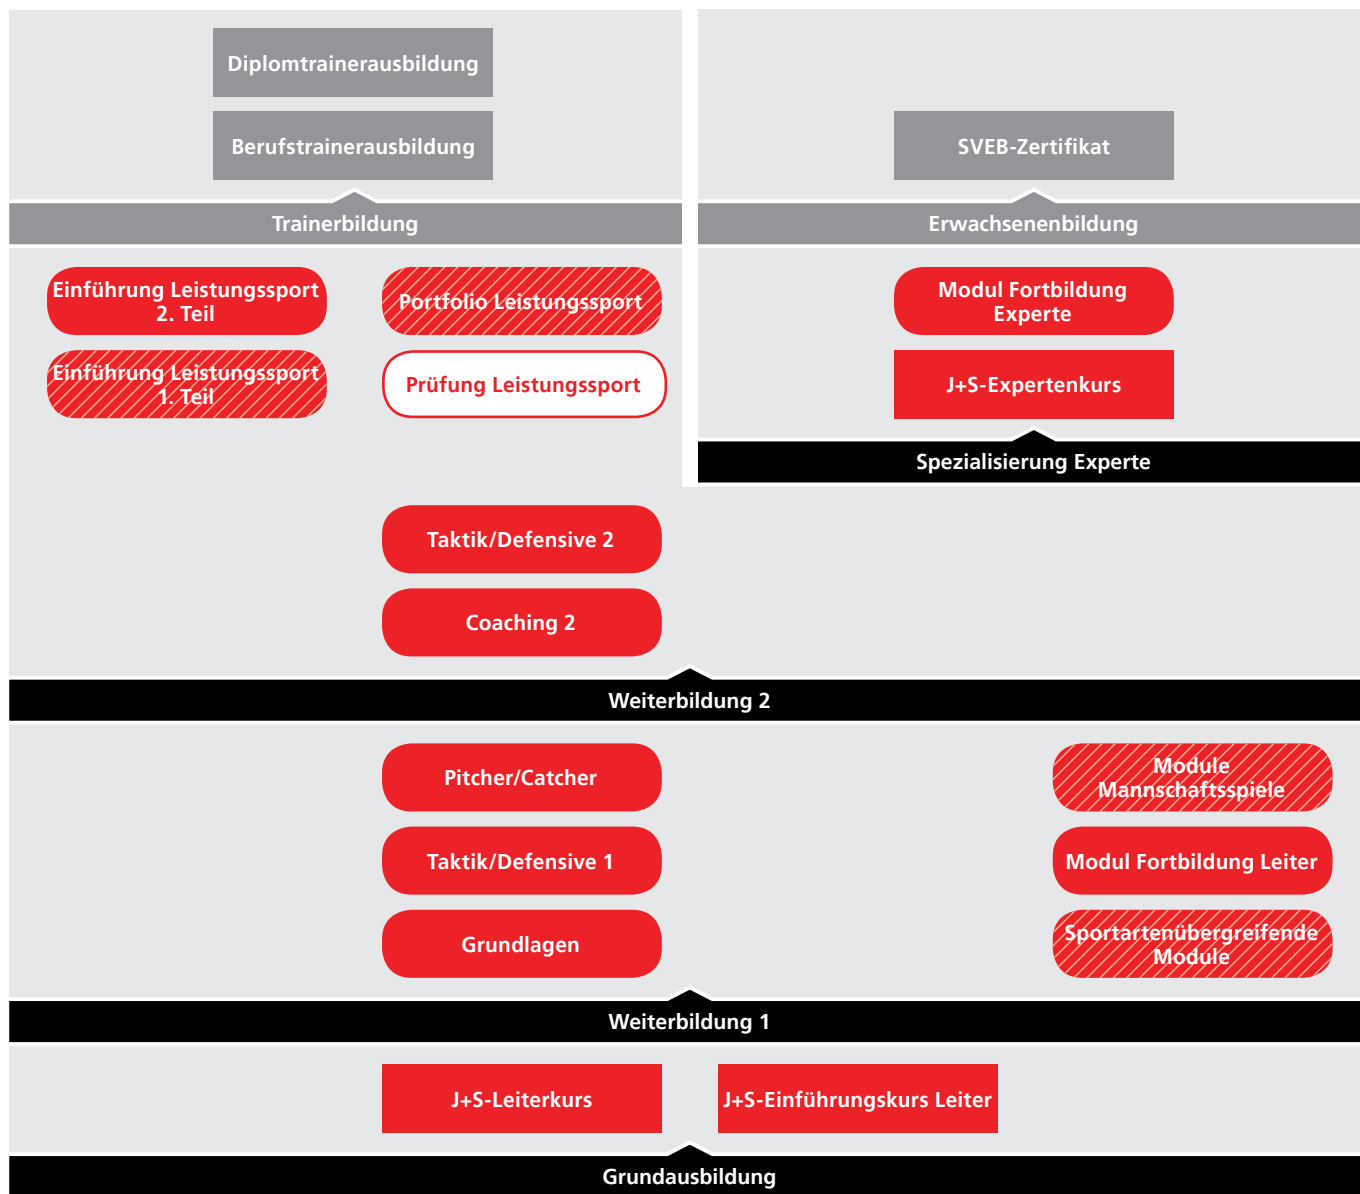 Diplomtrainerausbildung
Berufstrainerausbildung
SVEB-Zertifikat
Trainerbildung
Erwachsenenbildung
Einführung Leistungssport
2. Teil
Portfolio Leistungssport
Modul Fortbildung
Experte
Einführung Leistungssport
1. Teil
Prüfung Leistungssport
J+S-Expertenkurs
Spezialisierung Experte
Taktik/Defensive 2
Coaching 2
Weiterbildung 2
Pitcher/Catcher
Module
Mannschaftsspiele
Taktik/Defensive 1
Modul Fortbildung Leiter
Grundlagen
Sportartenübergreifende
Module
Weiterbildung 1
J+S-Leiterkurs
J+S-Einführungskurs Leiter
Grundausbildung